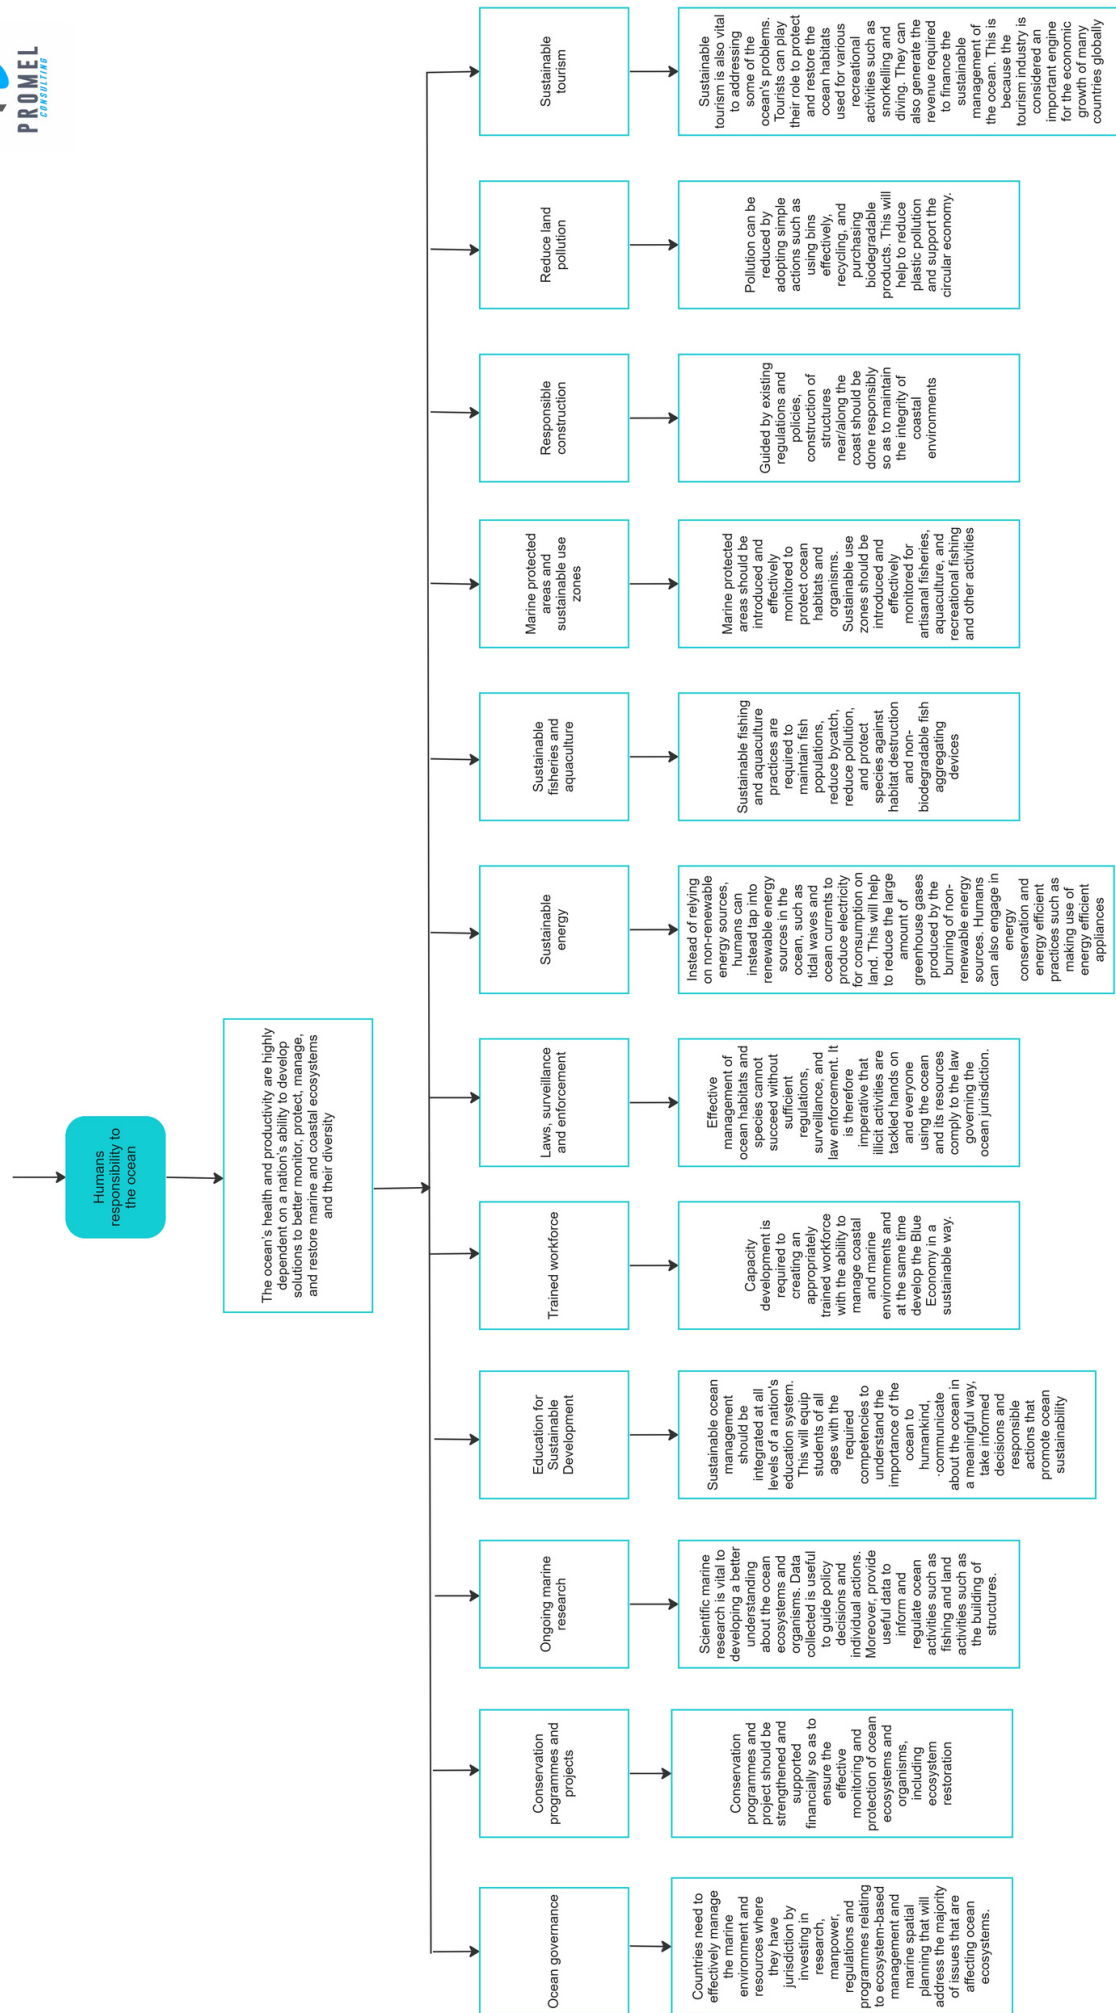 PROMEL
CONSULTING
Humans
responsibility to
the ocean
The ocean's health and productivity are highly
dependent on a nation's ability to develop
solutions to better monitor, protect, manage,
and restore marine and coastal ecosystems
and their diversity
Ocean governance
Countries need to
effectively manage
the marine
environment and
resources where
they have
jurisdiction by
investing in
research,
manpower,
regulations and
programmes relating
to ecosystem-based
management and
marine spatial
planning that will
address the majority
of issues that are
affecting ocean
ecosystems.
Conservation
programmes and
projects
Conservation
programmes and
project should be
strengthened and
supported
financially so as to
ensure the
effective
monitoring and
protection of ocean
ecosystems and
organisms,
including
ecosystem
restoration
Ongoing marine
research
Scientific marine
research is vital to
developing a better
understanding
about the ocean
ecosystems and
organisms. Data
collected is useful
to guide policy
decisions and
individual actions.
Moreover, provide
useful data to
inform and
regulate ocean
activities such as
fishing and land
activities such as
the building of
structures.
Education for
Sustainable
Development
Sustainable ocean
management
should be
integrated at all
levels of a nation's
education system.
This will equip
students of all
ages with the
required
competencies to
understand the
importance of the
ocean to
humankind,
·communicate
about the ocean in
a meaningful way,
take informed
decisions and
responsible
actions that
promote ocean
sustainability
Trained workforce
Capacity
development is
required to
creating an
appropriately
trained workforce
with the ability to
manage coastal
and marine
environments and
at the same time
develop the Blue
Economy in a
sustainable way.
Laws, surveillance
and enforcement
Effective
management of
ocean habitats and
species cannot
succeed without
sufficient
regulations,
surveillance, and
law enforcement. It
is therefore
imperative that
illicit activities are
tackled hands on
and everyone
using the ocean
and its resources
comply to the law
governing the
ocean jurisdiction.
Sustainable
energy
Instead of relying
on non-renewable
energy sources,
humans can
instead tap into
renewable energy
sources in the
ocean, such as
tidal waves and
ocean currents to
produce electricity
for consumption on
land. This will help
to reduce the large
amount of
greenhouse gases
produced by the
burning of non-
renewable energy
sources. Humans
can also engage in
energy
conservation and
energy efficient
practices such as
making use of
energy efficient
appliances
Sustainable
fisheries and
aquaculture
Sustainable fishing
and aquaculture
practices are
required to
maintain fish
populations,
reduce bycatch,
reduce pollution,
and protect
species against
habitat destruction
and non-
biodegradable fish
aggregating
devices
Marine protected
areas and
sustainable use
zones
Marine protected
areas should be
introduced and
effectively
monitored to
protect ocean
habitats and
organisms.
Sustainable use
zones should be
introduced and
effectively
monitored for
artisanal fisheries,
aquaculture, and
recreational fishing
and other activities
Responsible
construction
Guided by existing
regulations and
policies,
construction of
structures
near/along the
coast should be
done responsibly
so as to maintain
the integrity of
coastal
environments
Reduce land
pollution
Pollution can be
reduced by
adopting simple
actions such as
using bins
effectively,
recycling, and
purchasing
biodegradable
products. This will
help to reduce
plastic pollution
and support the
circular economy.
Sustainable
tourism
Sustainable
tourism is also vital
to addressing
some of the
ocean's problems.
Tourists can play
their role to protect
and restore the
ocean habitats
used for various
recreational
activities such as
snorkelling and
diving. They can
also generate the
revenue required
to finance the
sustainable
management of
the ocean. This is
because the
tourism industry is
considered an
important engine
for the economic
growth of many
countries globally